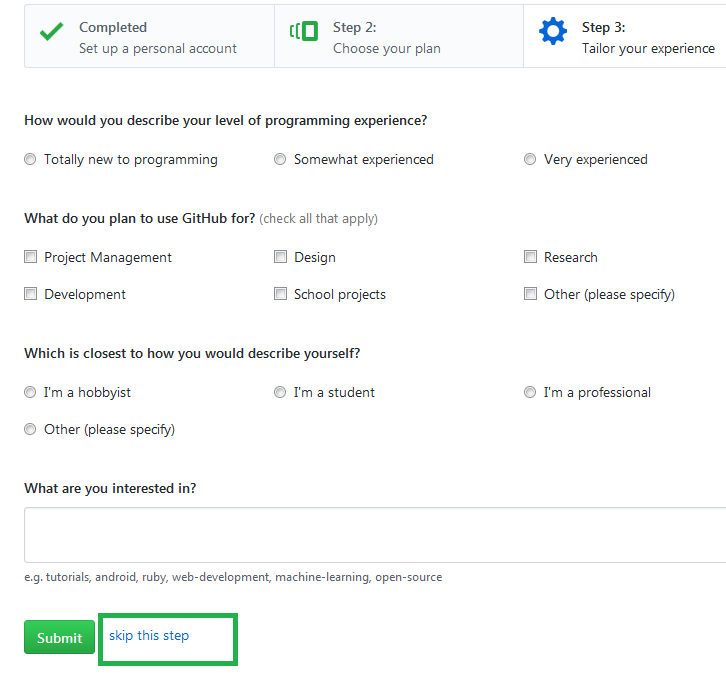 Completed
Set up a personal account
Step 2:
Choose your plan
Step 3:
Tailor your experience
How would you describe your level of programming experience?
Totally new to programming
Somewhat experienced
Very experienced
What do you plan to use GitHub for? (check all that apply)
Project Management
Design
Research
Development
School projects
Other (please specify)
Which is closest to how you would describe yourself?
I'm a hobbyist
I'm a student
I'm a professional
Other (please specify)
What are you interested in?
e.g. tutorials, android, ruby, web-development, machine-learning, open-source
Submit
skip this step